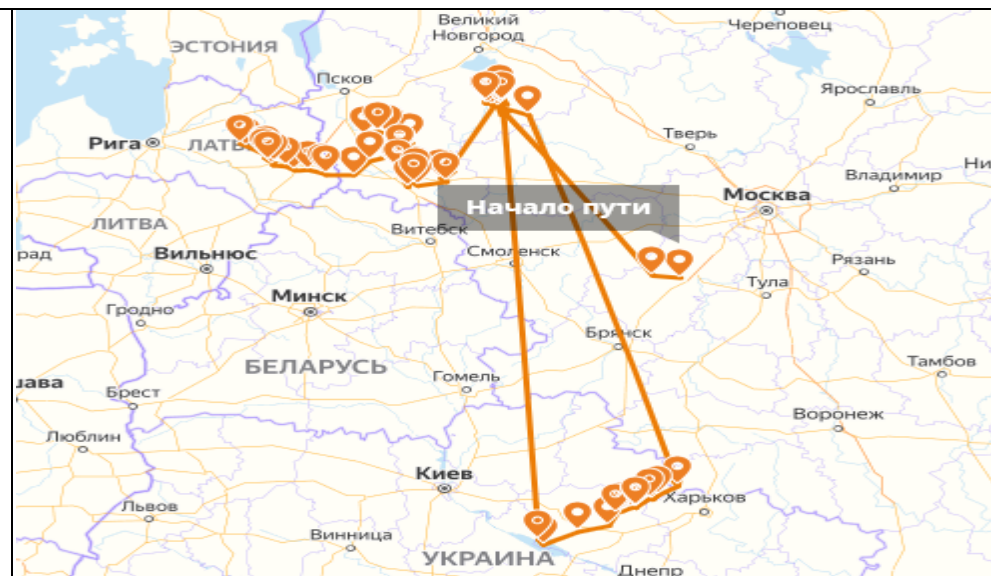 Великий
Новгород
Череповец
ЭСТОНИЯ
Псков
Ярославль
Рига
ЛАТВ
Тверь
Ни
Владимир
Москва
Начало пути
ЛИТВА
Витебск
рад
Вильнюс
Смоленск
Рязань
Тула
Минск
Гродно
Брянск
Тамбов
БЕЛАРУСЬ
Гомель
шава
Брест
Воронеж
Люблин
Киев
Харьков
Львов
Винница
УКРАИНА
Днепр